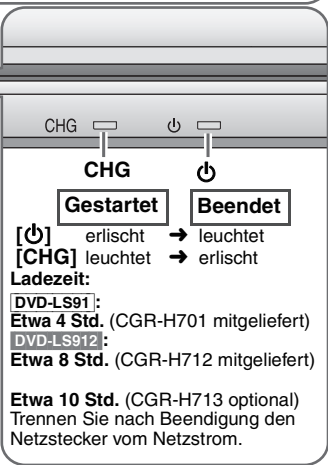 CHG ⏻
CHG ⏻
Gestartet Beendet
[⏻] erlischt ➔ leuchtet
[CHG] leuchtet ➔ erlischt
Ladezeit:
DVD-LS91:
Etwa 4 Std. (CGR-H701 mitgeliefert)
DVD-LS912:
Etwa 8 Std. (CGR-H712 mitgeliefert)
Etwa 10 Std. (CGR-H713 optional)
Trennen Sie nach Beendigung den
Netzstecker vom Netzstrom.